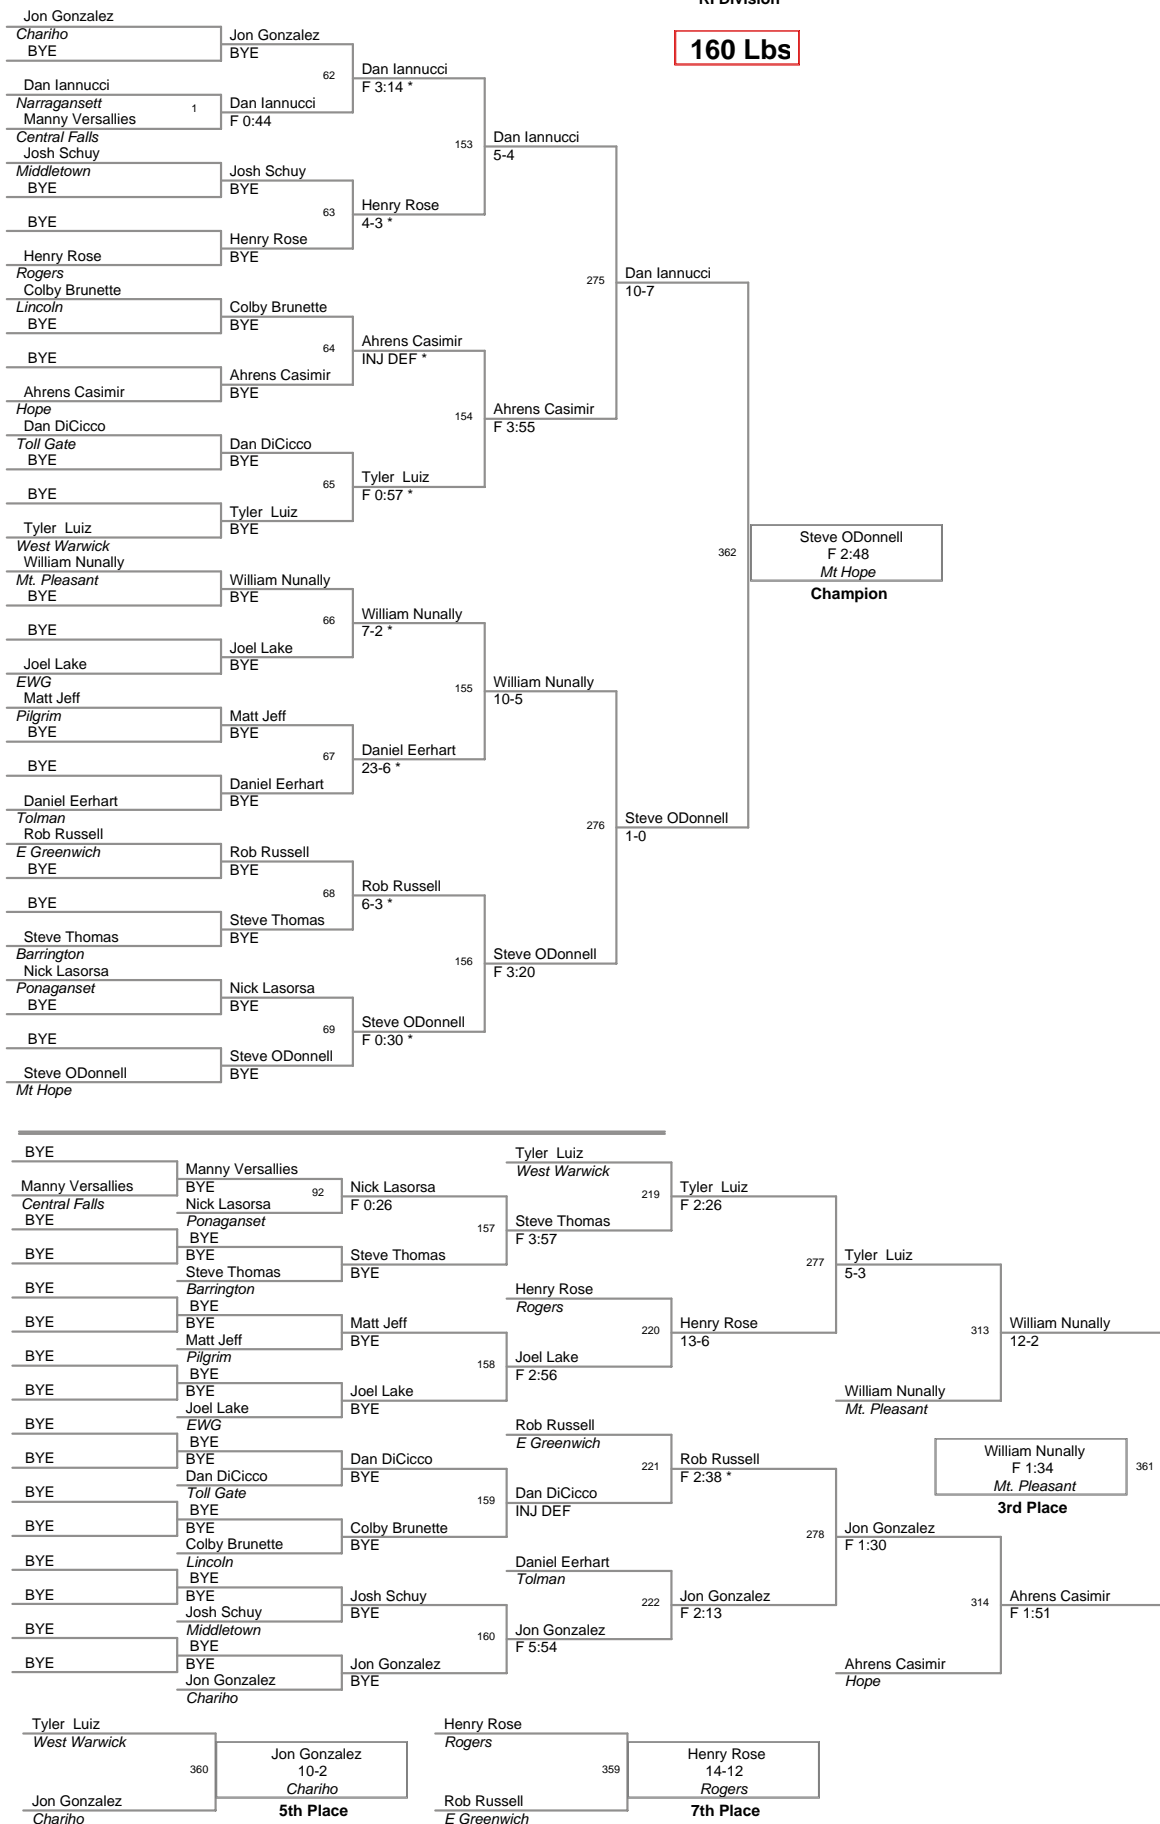 RI Division
160 Lbs
Jon Gonzalez
Chariho
BYE
Dan Iannucci
Narragansett
Manny Versallies
Central Falls
Josh Schuy
Middletown
BYE
BYE
Henry Rose
Rogers
Colby Brunette
Lincoln
BYE
BYE
Ahrens Casimir
Hope
Dan DiCicco
Toll Gate
BYE
BYE
Tyler Luiz
West Warwick
William Nunally
Mt. Pleasant
BYE
BYE
Joel Lake
EWG
Matt Jeff
Pilgrim
BYE
BYE
Daniel Eerhart
Tolman
Rob Russell
E Greenwich
BYE
BYE
Steve Thomas
Barrington
Nick Lasorsa
Ponaganset
BYE
BYE
Steve ODonnell
Mt Hope
1
Jon Gonzalez
BYE
Dan Iannucci
F 0:44
Josh Schuy
BYE
Henry Rose
BYE
Colby Brunette
BYE
Ahrens Casimir
BYE
Dan DiCicco
BYE
Tyler Luiz
BYE
William Nunally
BYE
Joel Lake
BYE
Matt Jeff
BYE
Daniel Eerhart
BYE
Rob Russell
BYE
Steve Thomas
BYE
Nick Lasorsa
BYE
Steve ODonnell
BYE
62
63
64
65
66
67
68
69
Dan Iannucci
F 3:14 *
Henry Rose
4-3 *
Ahrens Casimir
INJ DEF *
Tyler Luiz
F 0:57 *
William Nunally
7-2 *
Daniel Eerhart
23-6 *
Rob Russell
6-3 *
Steve ODonnell
F 0:30 *
153
154
155
156
Dan Iannucci
5-4
Ahrens Casimir
F 3:55
William Nunally
10-5
Steve ODonnell
F 3:20
275
276
Dan Iannucci
10-7
Steve ODonnell
1-0
362
Steve ODonnell
F 2:48
Mt Hope
Champion
BYE
Manny Versallies
Central Falls
BYE
BYE
BYE
BYE
BYE
BYE
BYE
BYE
BYE
BYE
BYE
BYE
BYE
BYE
Manny Versallies
BYE
Nick Lasorsa
Ponaganset
BYE
BYE
Steve Thomas
Barrington
BYE
BYE
Matt Jeff
Pilgrim
BYE
BYE
Joel Lake
EWG
BYE
BYE
Dan DiCicco
Toll Gate
BYE
BYE
Colby Brunette
Lincoln
BYE
BYE
Josh Schuy
Middletown
BYE
BYE
Jon Gonzalez
Chariho
92
Nick Lasorsa
F 0:26
Steve Thomas
BYE
Matt Jeff
BYE
Joel Lake
BYE
Dan DiCicco
BYE
Colby Brunette
BYE
Josh Schuy
BYE
Jon Gonzalez
BYE
157
158
159
160
Tyler Luiz
West Warwick
Steve Thomas
F 3:57
Henry Rose
Rogers
Joel Lake
F 2:56
Rob Russell
E Greenwich
Dan DiCicco
INJ DEF
Daniel Eerhart
Tolman
Jon Gonzalez
F 5:54
219
220
221
222
Tyler Luiz
F 2:26
Henry Rose
13-6
Rob Russell
F 2:38 *
Jon Gonzalez
F 2:13
277
278
Tyler Luiz
5-3
William Nunally
Mt. Pleasant
Jon Gonzalez
F 1:30
Ahrens Casimir
Hope
313
314
William Nunally
12-2
Ahrens Casimir
F 1:51
William Nunally
F 1:34
Mt. Pleasant
3rd Place
361
Tyler Luiz
West Warwick
Jon Gonzalez
Chariho
360
Jon Gonzalez
10-2
Chariho
5th Place
Henry Rose
Rogers
Rob Russell
E Greenwich
359
Henry Rose
14-12
Rogers
7th Place